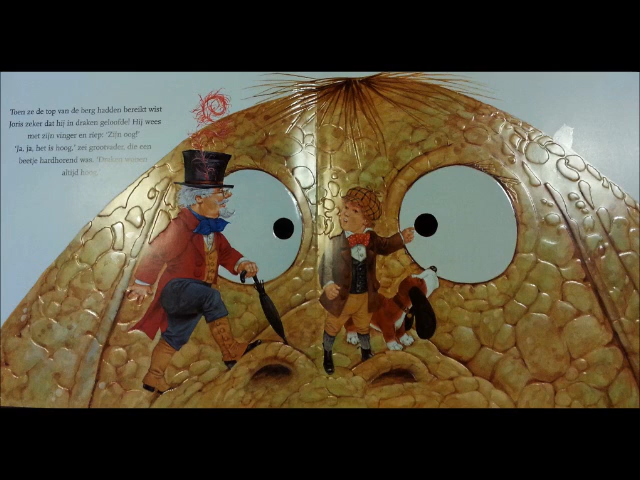 Toen ze de top van de berg hadden bereikt wist
Joris zeker dat hij in draken geloofde! Hij wees
met zijn vinger en riep: 'Zijn oog!'
'Ja, ja, het is hoog,' zei grootvader, die een
beetje hardhorend was. 'Draken wonen
altijd hoog.'